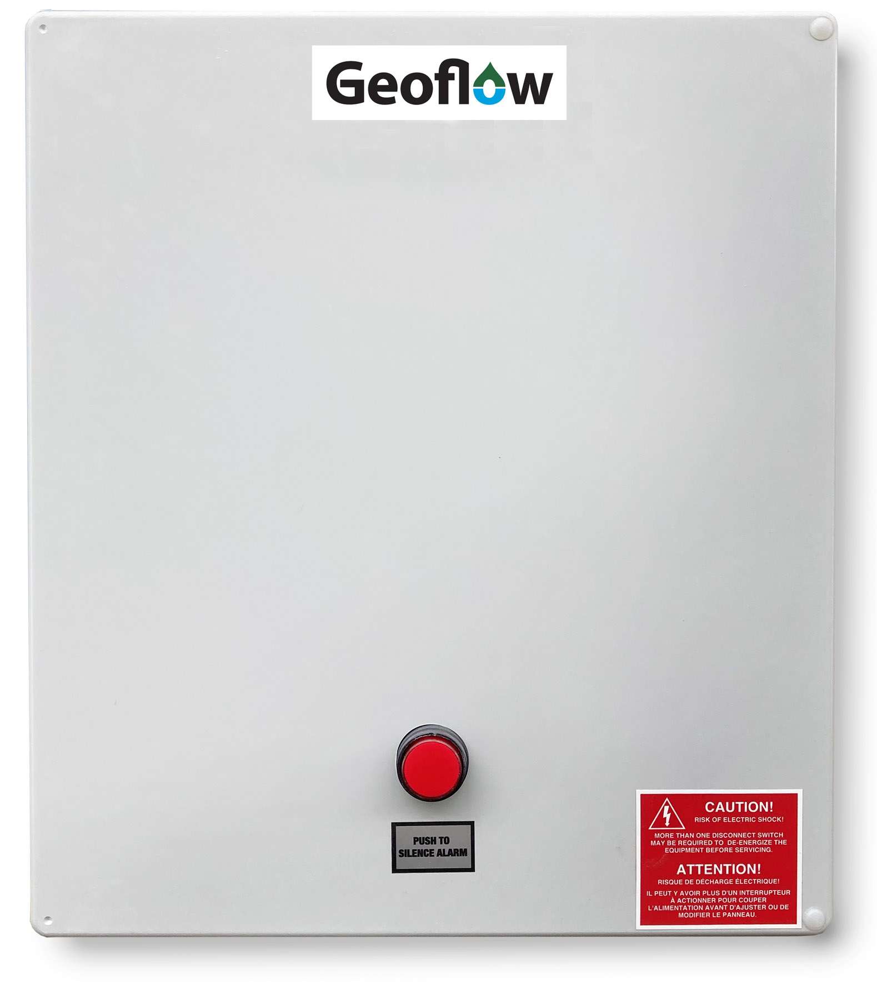 Geoflow
PUSH TO
SILENCE ALARM
CAUTION!
RISK OF ELECTRIC SHOCK!
MORE THAN ONE DISCONNECT SWITCH
MAY BE REQUIRED TO DE-ENERGIZE THE
EQUIPMENT BEFORE SERVICING.
ATTENTION!
RISQUE DE DÉCHARGE ÉLECTRIQUE!
IL PEUT Y AVOIR PLUS D'UN INTERRUPTEUR
À ACTIONNER POUR COUPER
L'ALIMENTATION AVANT D'AJUSTER OU DE
MODIFIER LE PANNEAU.